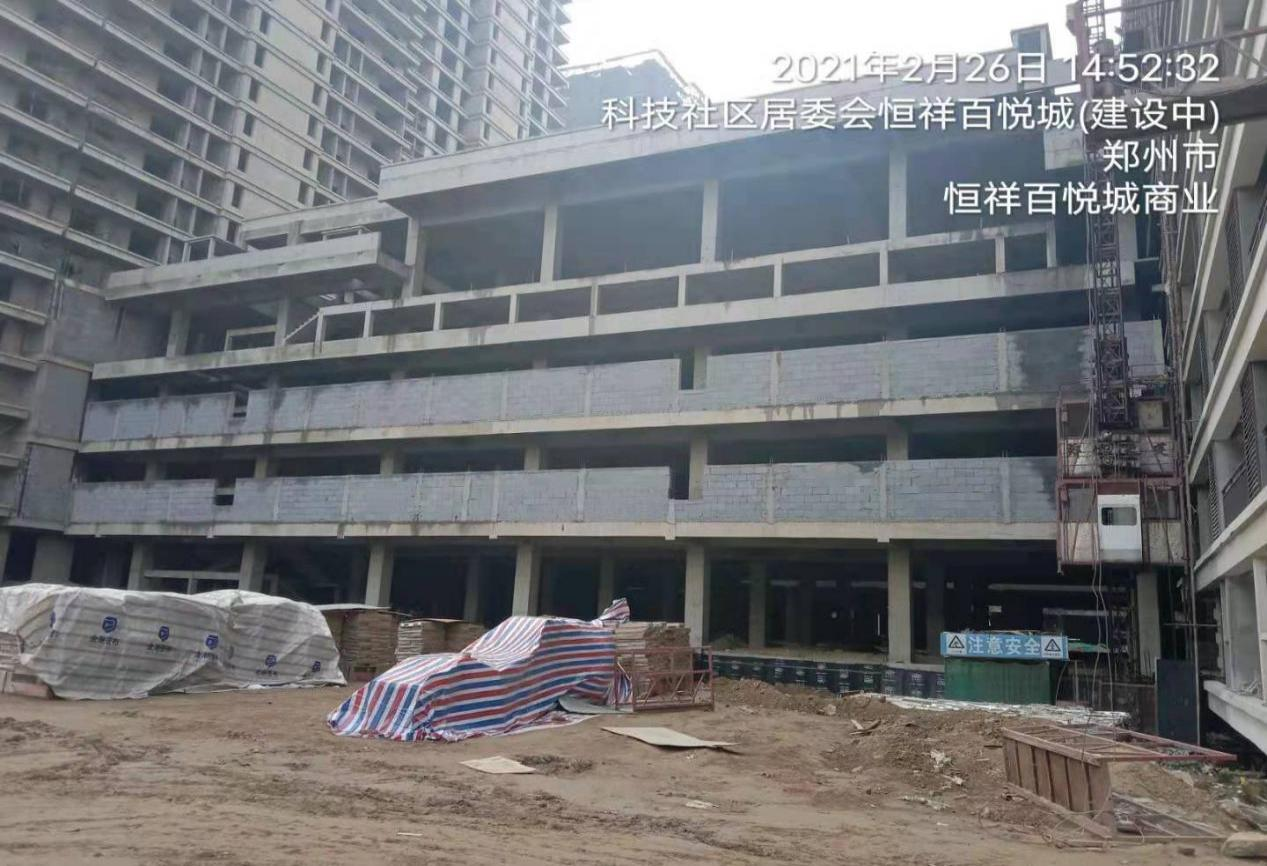 2021年2月26日 14:52:32
科技社区居委会恒祥百悦城(建设中)
郑州市
恒祥百悦城商业
注意安全